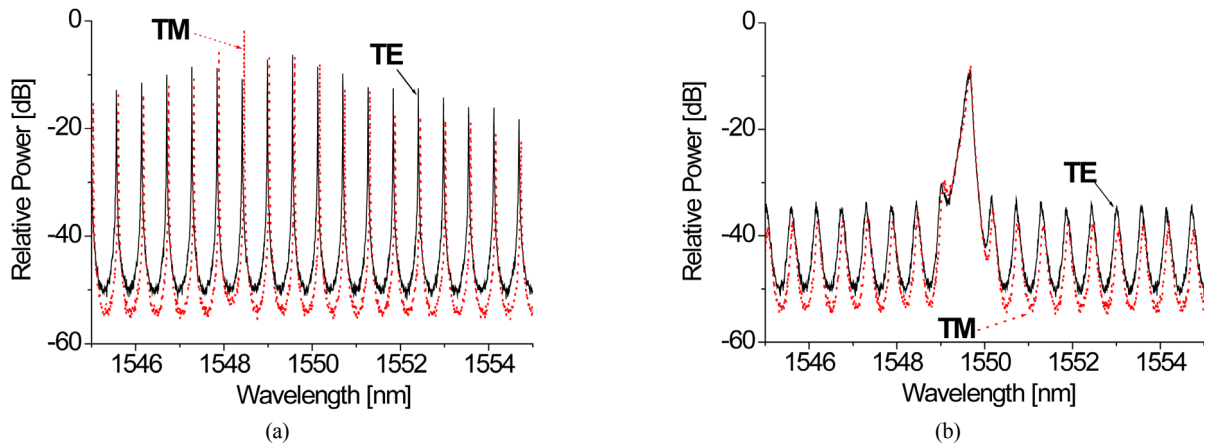 0
-20
-40
-60
Relative Power [dB]
TM
TE
1546 1548 1550 1552 1554
Wavelength [nm]
(a)
0
-20
-40
-60
Relative Power [dB]
TE
TM
1546 1548 1550 1552 1554
Wavelength [nm]
(b)